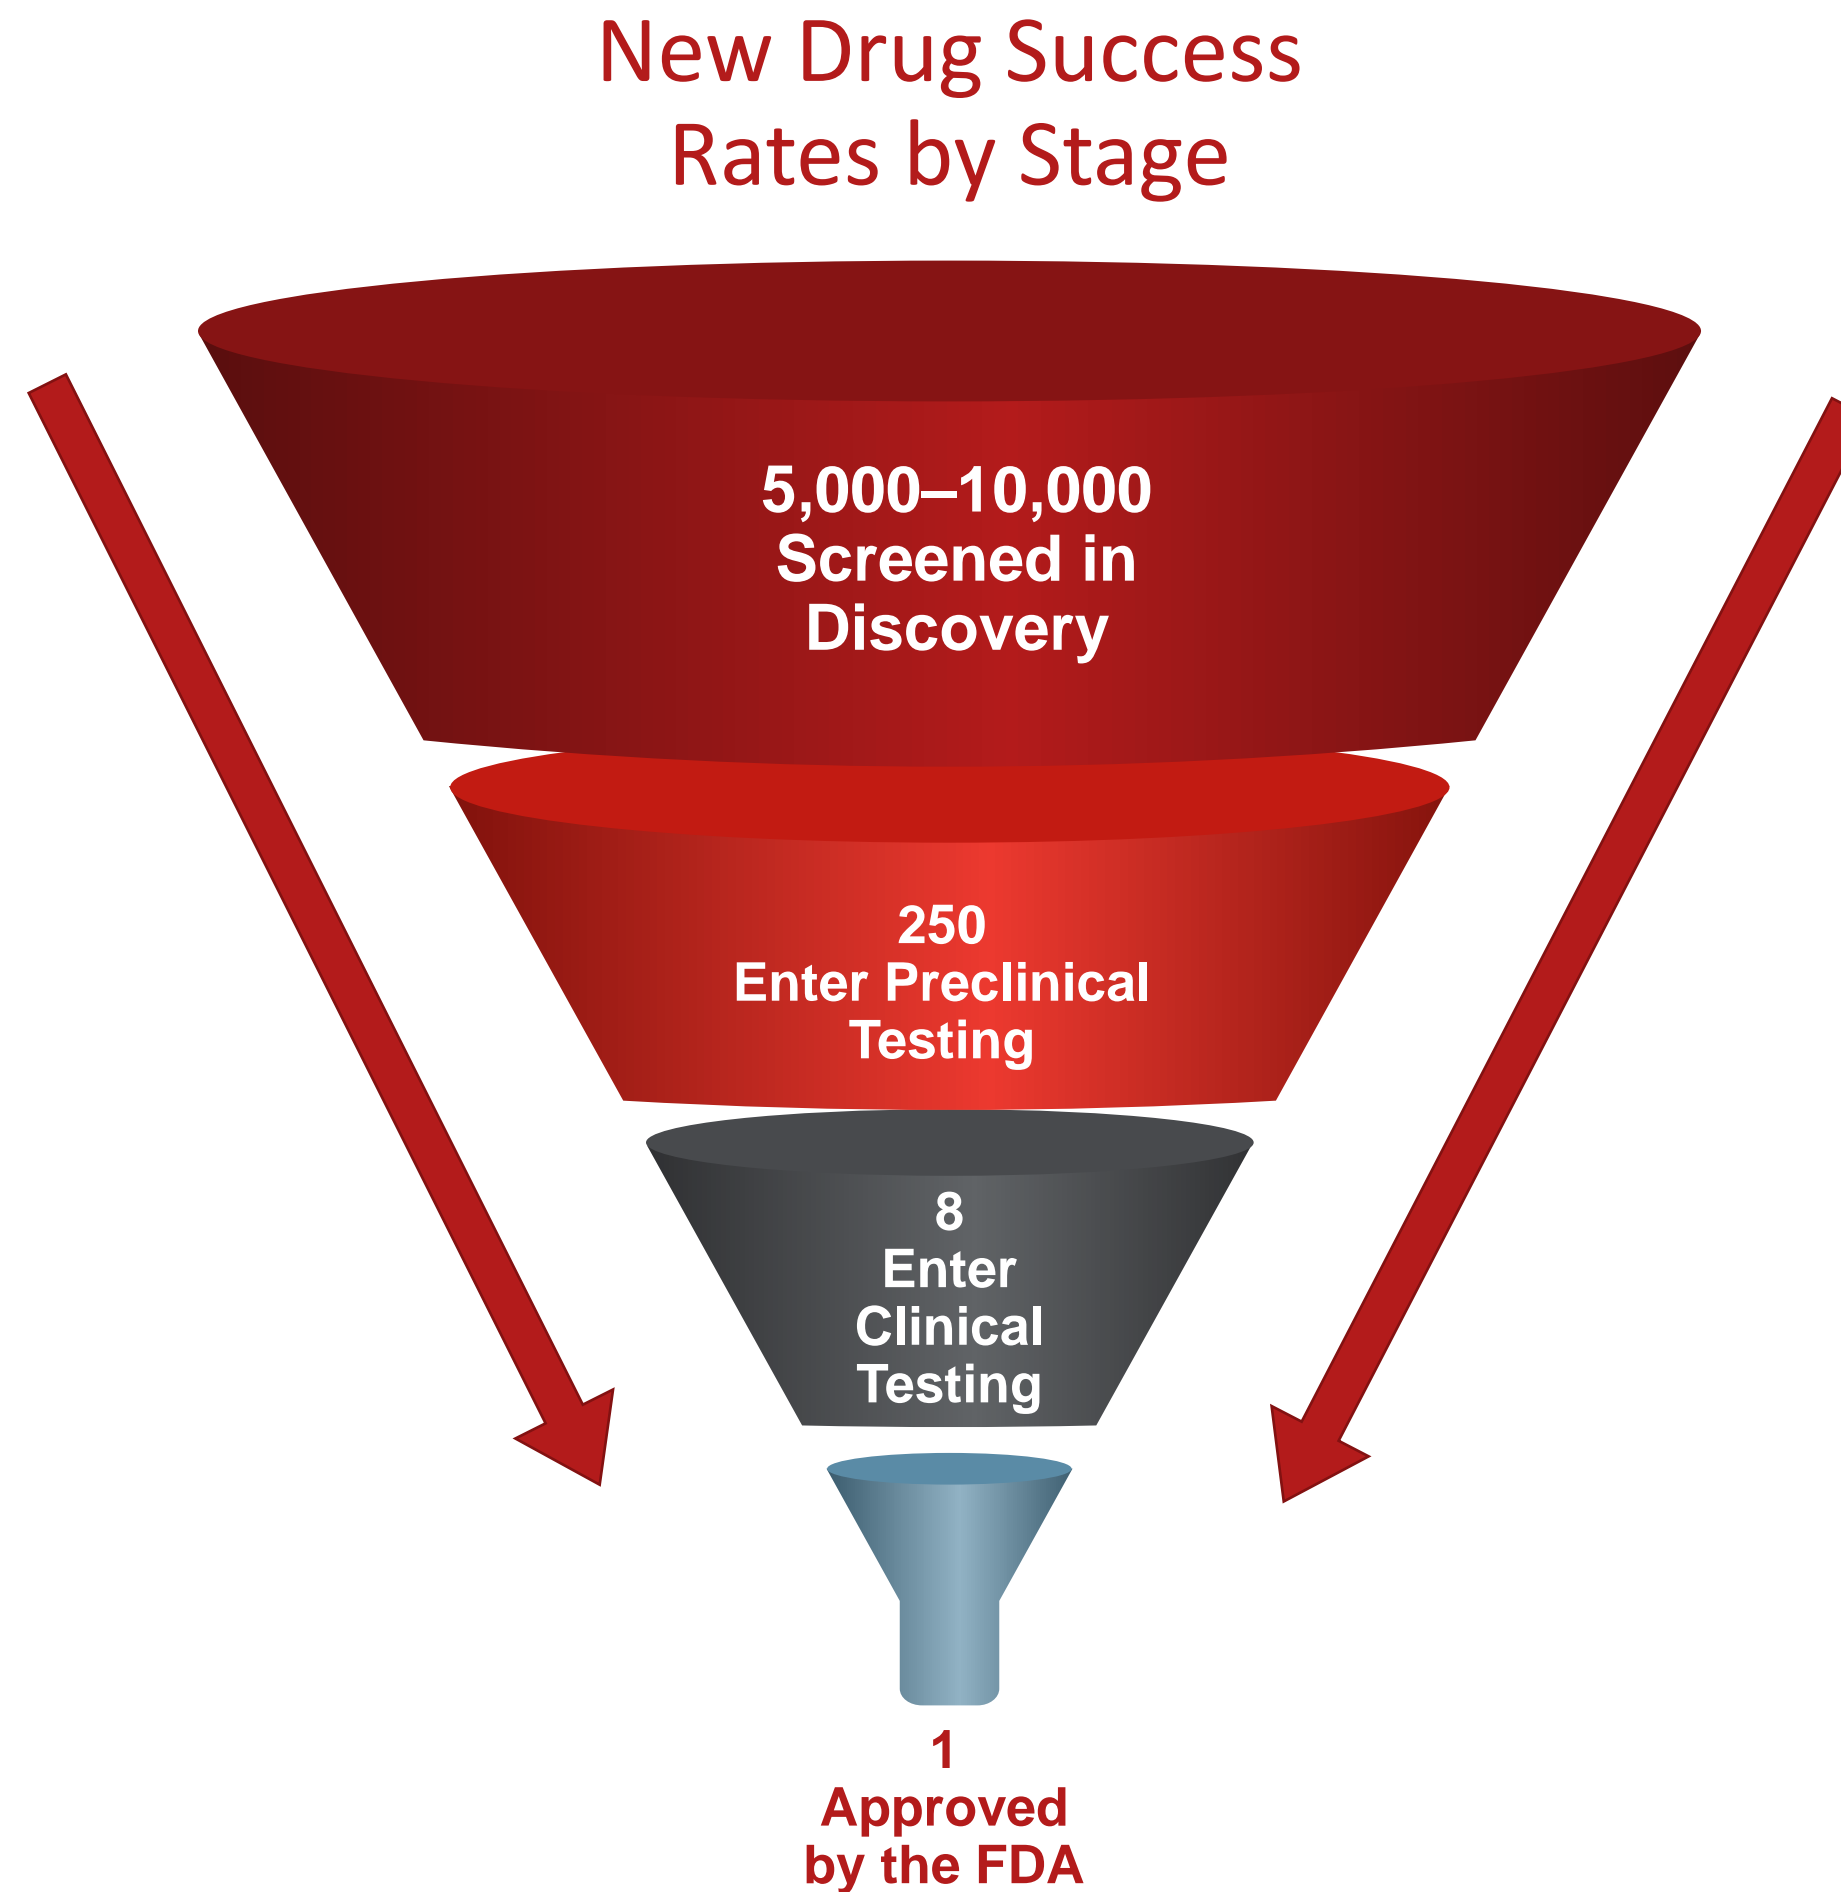 New Drug Success
Rates by Stage
5,000–10,000
Screened in
Discovery
250
Enter Preclinical
Testing
8
Enter
Clinical
Testing
1
Approved
by the FDA